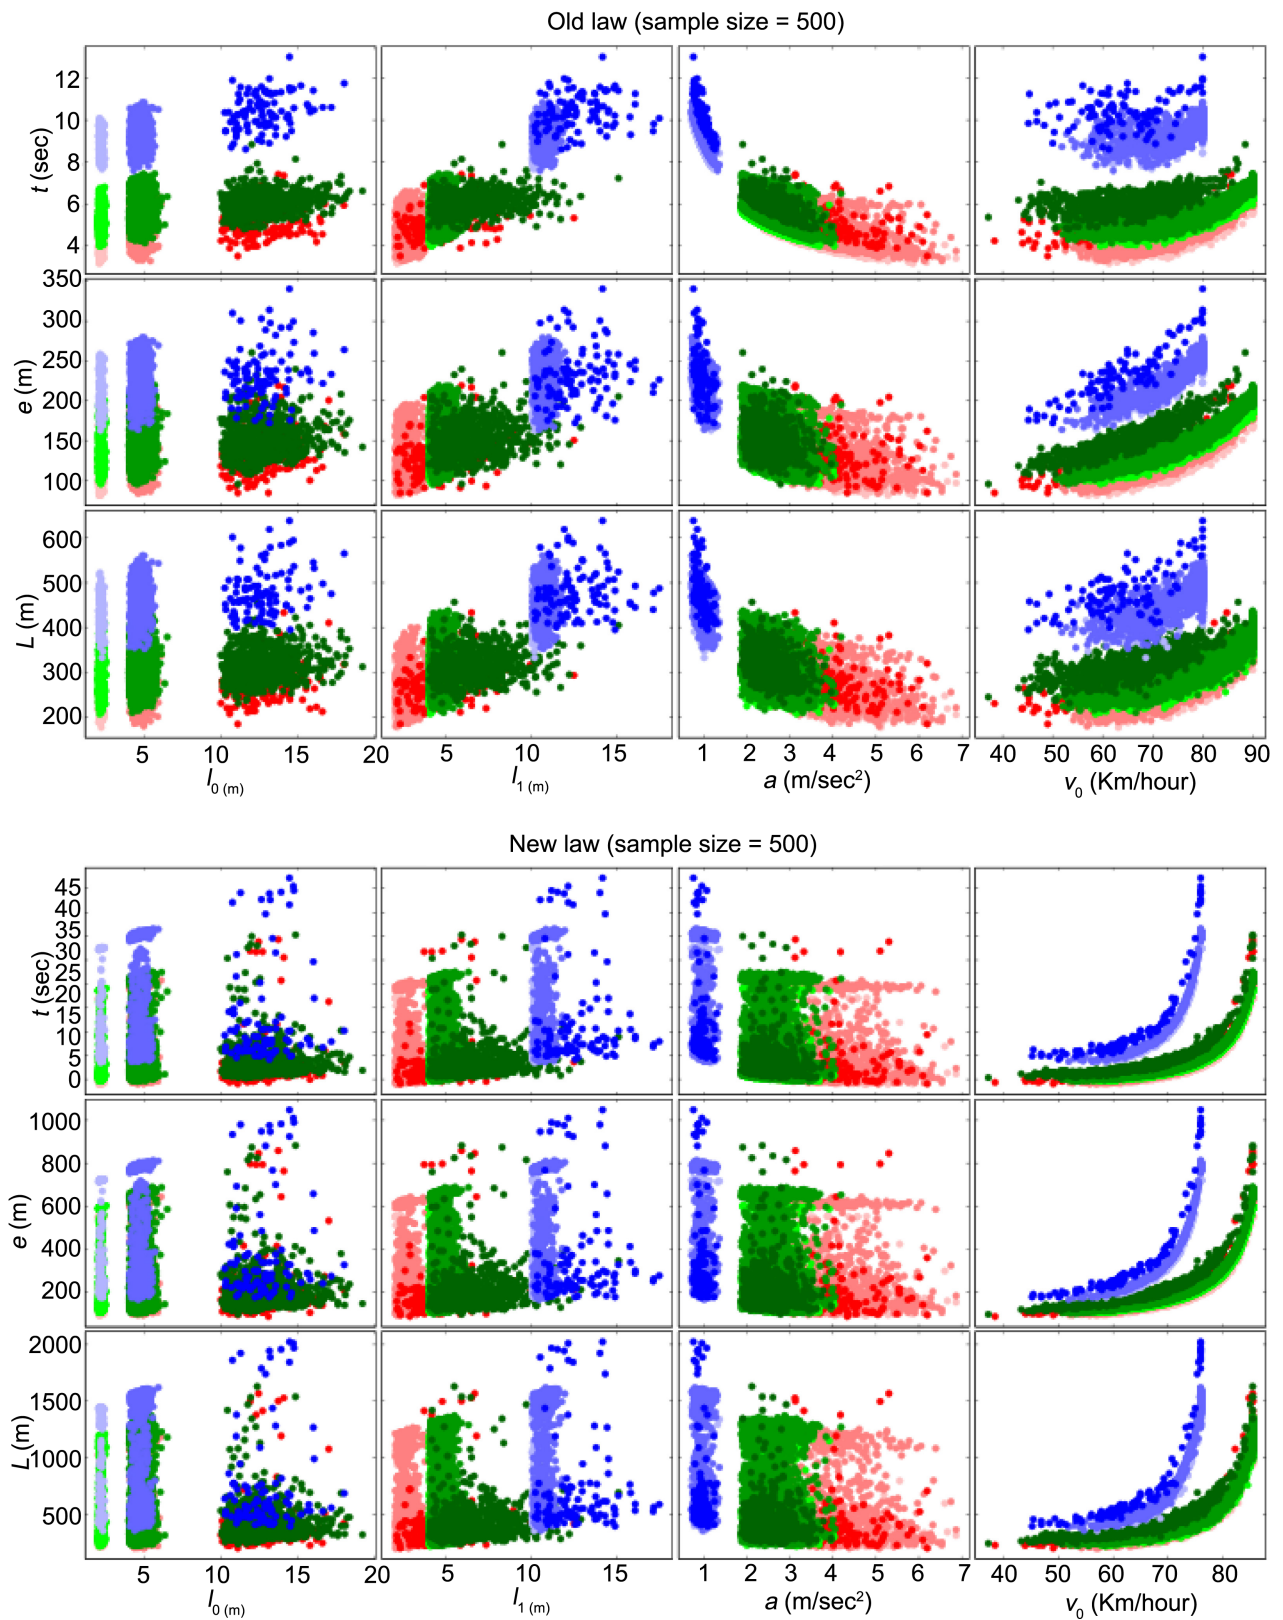 Old law (sample size = 500)
12
10
8
6
4
t (sec)
350
300
250
200
150
100
e (m)
600
500
400
300
200
L (m)
5 10 15 20
5 10 15
1 2 3 4 5 6 7
40 50 60 70 80 90
l0 (m)
l1 (m)
a (m/sec²)
v0 (Km/hour)
New law (sample size = 500)
45
40
35
30
25
20
15
10
5
0
t (sec)
1000
800
600
400
200
e (m)
2000
1500
1000
500
L (m)
5 10 15 20
5 10 15
1 2 3 4 5 6 7
40 50 60 70 80
l0 (m)
l1 (m)
a (m/sec²)
v0 (Km/hour)